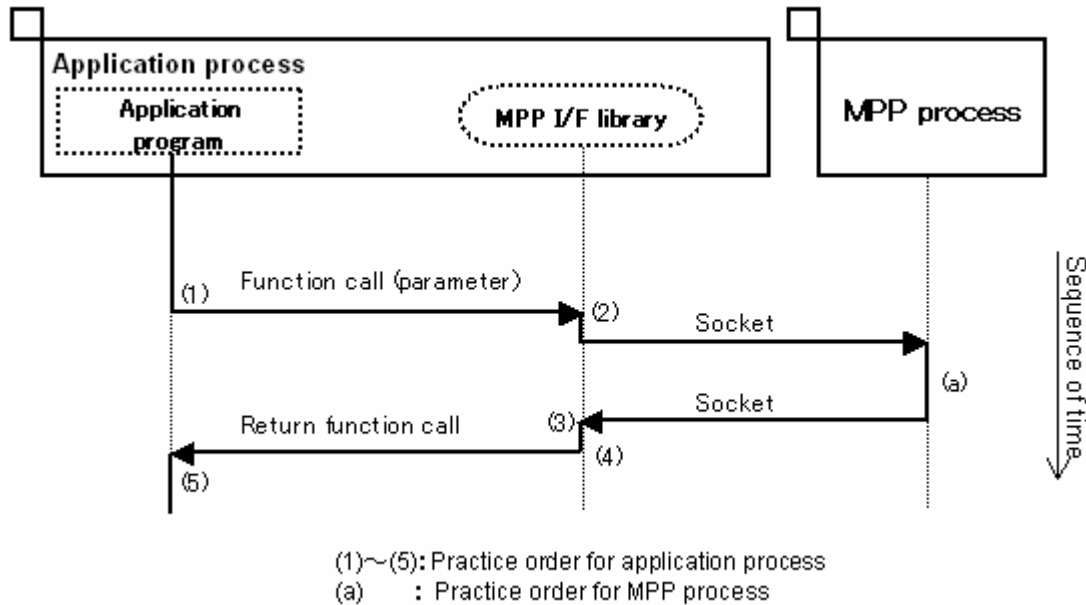 Application process
Application
program
MPP I/F library
MPP process
Function call (parameter)
(1)
(2)
Socket
(a)
Socket
(3)
Return function call
(4)
(5)
Sequence of time
(1)～(5): Practice order for application process
(a) : Practice order for MPP process